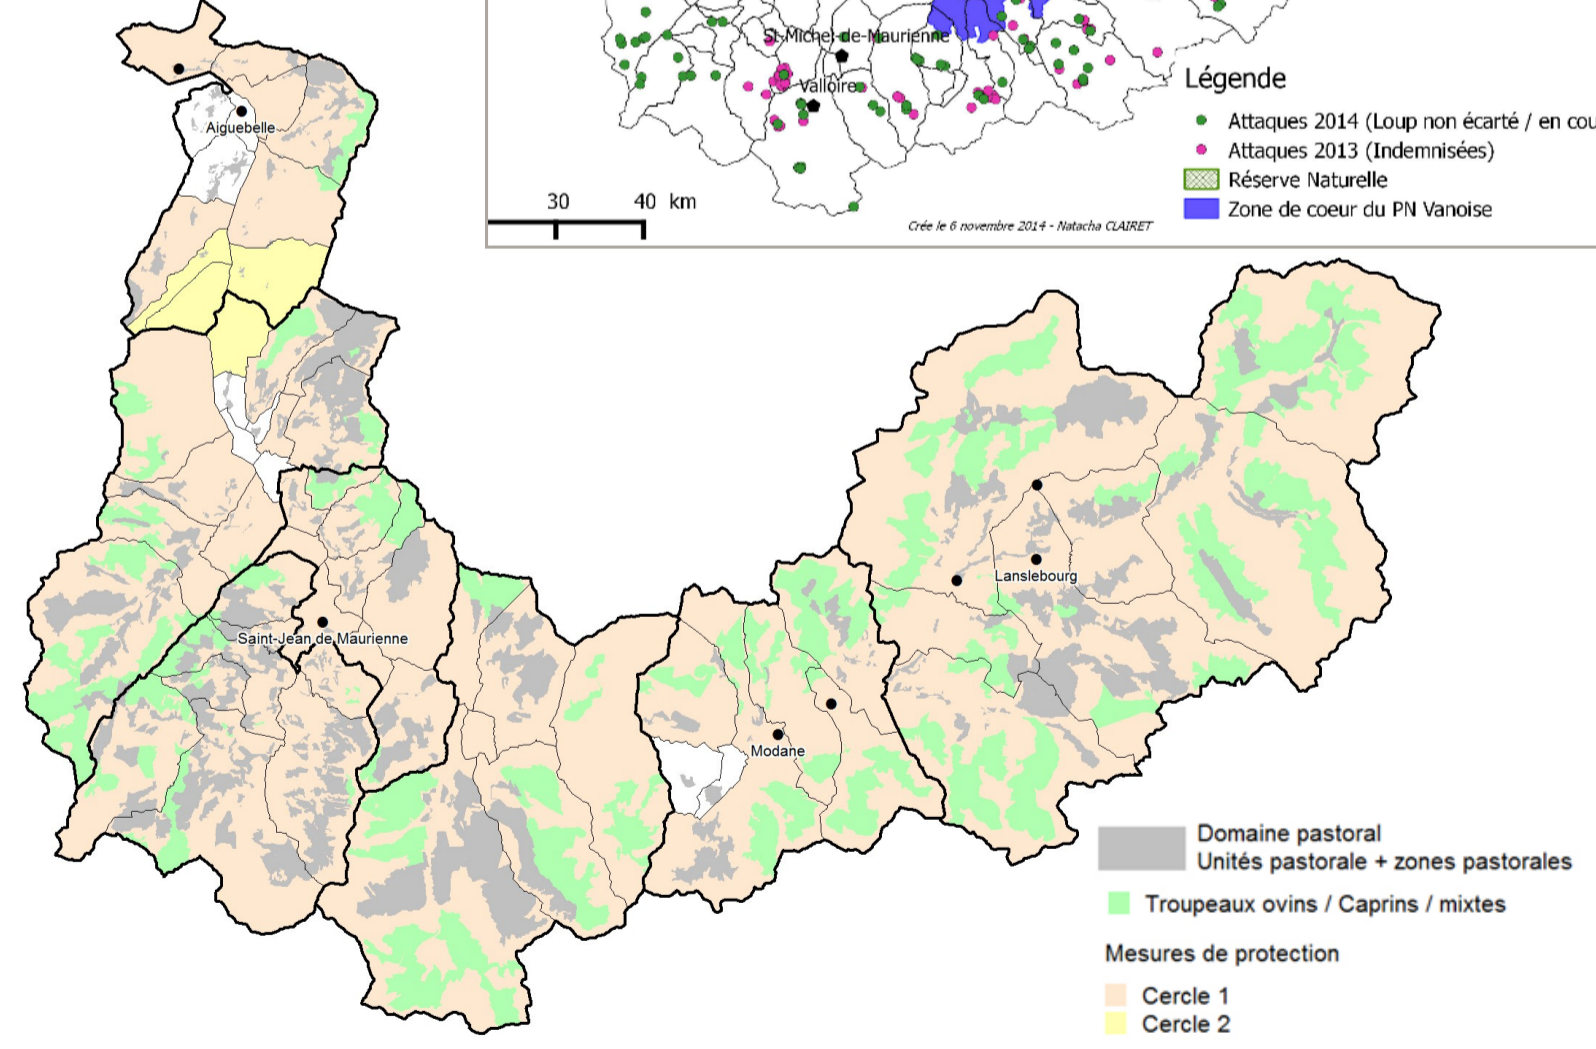 St-Michel-de-Maurienne
Valloire
Légende
Attaques 2014 (Loup non écarté / en cou
Attaques 2013 (Indemnisées)
Réserve Naturelle
Zone de coeur du PN Vanoise
30 40 km
Crée le 6 novembre 2014 - Natacha CLAIRET
Aiguebelle
Lanslebourg
Saint-Jean de Maurienne
Modane
Domaine pastoral
Unités pastorale + zones pastorales
Troupeaux ovins / Caprins / mixtes
Mesures de protection
Cercle 1
Cercle 2